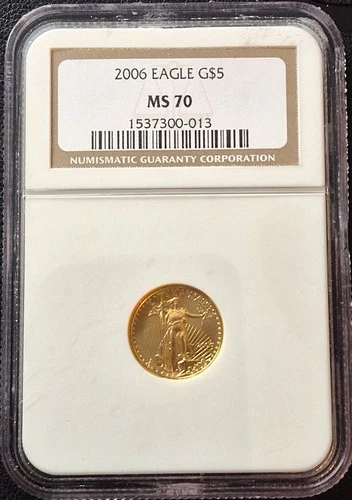 2006 EAGLE G$5
MS 70
1537300-013
NUMISMATIC GUARANTY CORPORATION